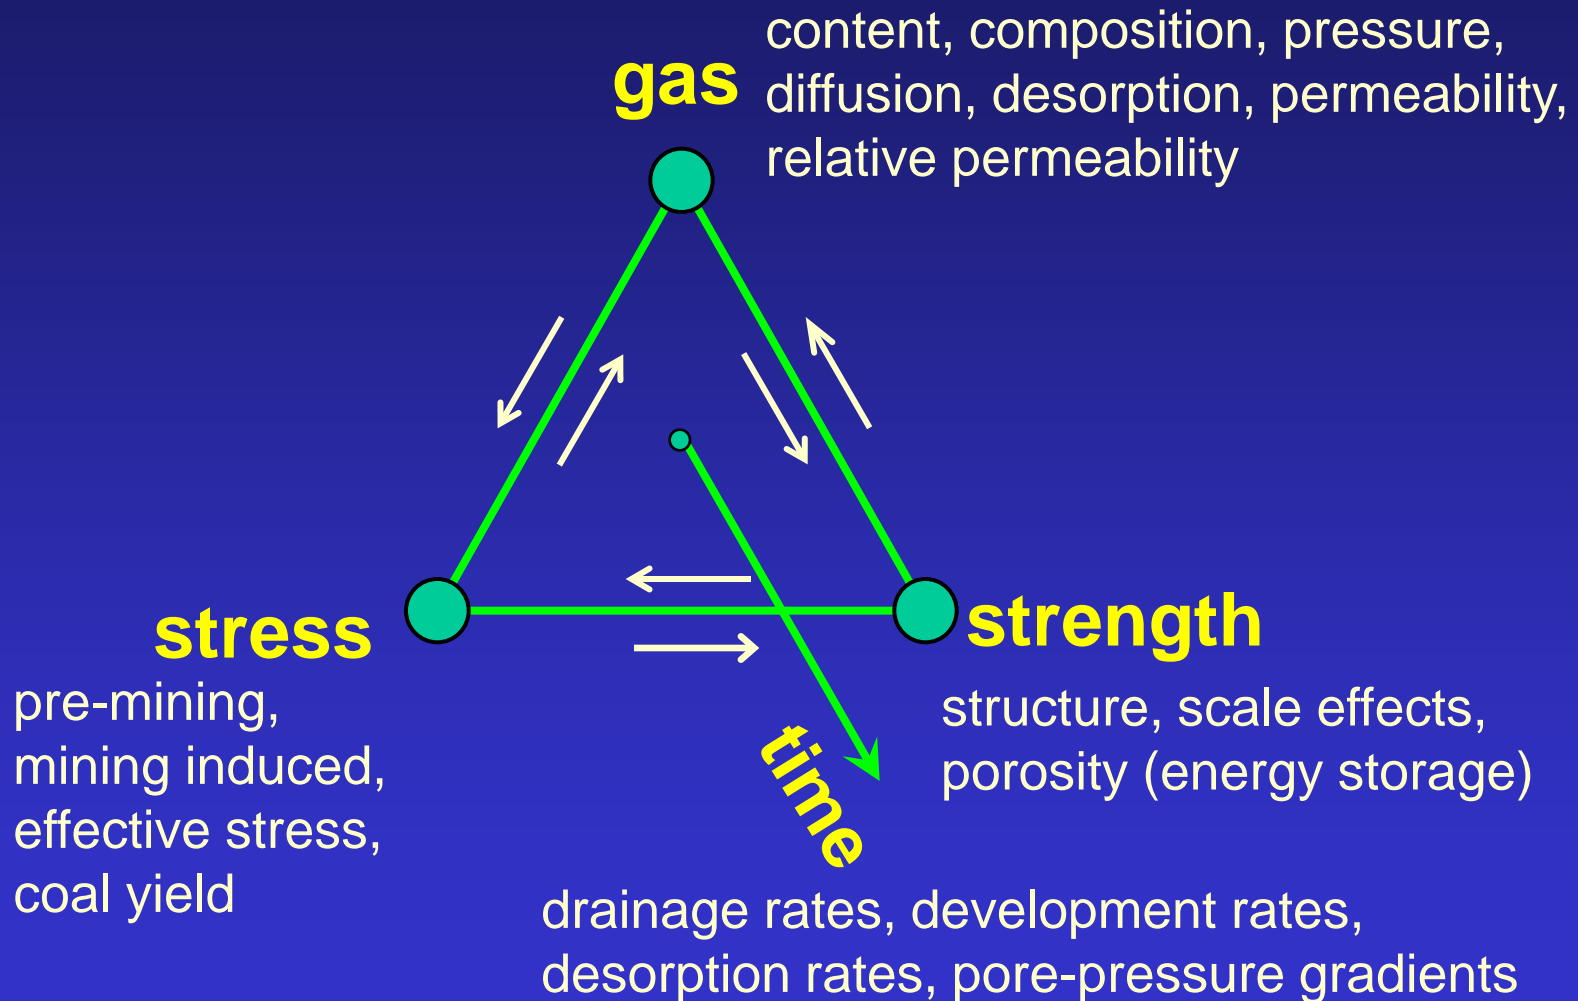 gas
content, composition, pressure,
diffusion, desorption, permeability,
relative permeability
stress
pre-mining,
mining induced,
effective stress,
coal yield
strength
structure, scale effects,
porosity (energy storage)
time
drainage rates, development rates,
desorption rates, pore-pressure gradients